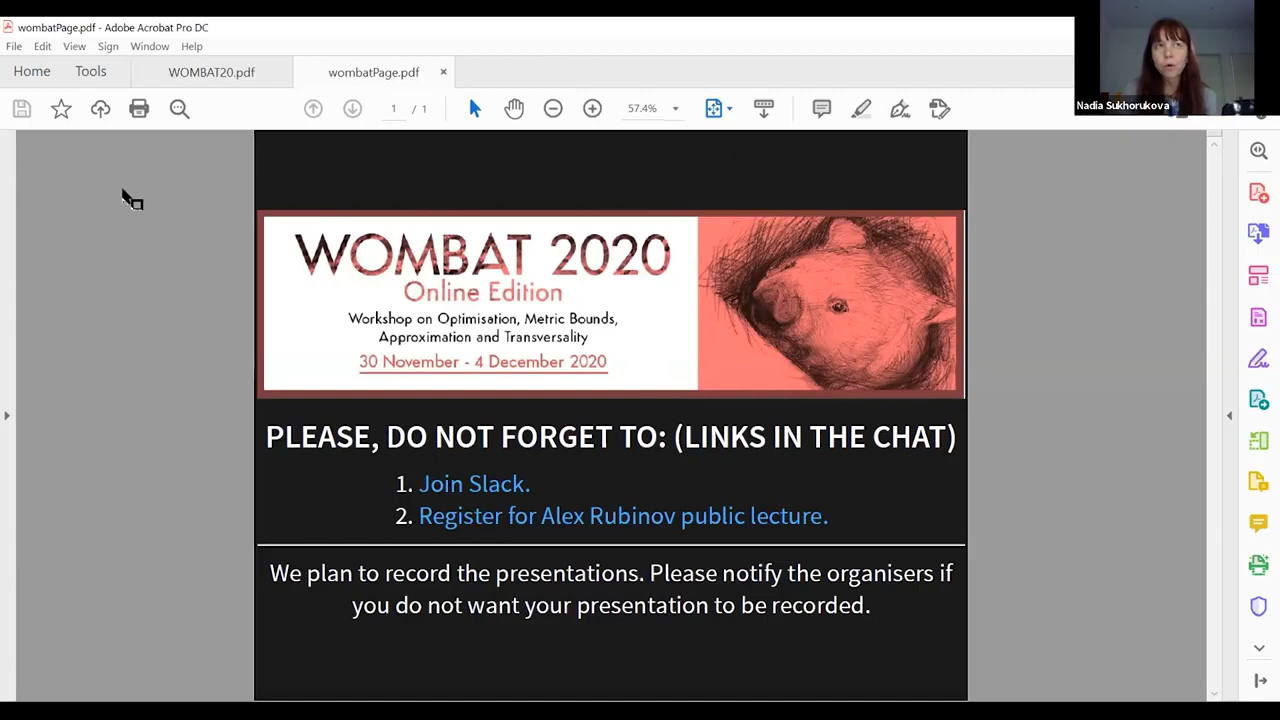 wombatPage.pdf - Adobe Acrobat Pro DC
File Edit View Sign Window Help
Home Tools WOMBAT20.pdf wombatPage.pdf ×
1 / 1 57.4%
Nadia Sukhorukova
WOMBAT 2020
Online Edition
Workshop on Optimisation, Metric Bounds,
Approximation and Transversality
30 November - 4 December 2020
PLEASE, DO NOT FORGET TO: (LINKS IN THE CHAT)
1. Join Slack.
2. Register for Alex Rubinov public lecture.
We plan to record the presentations. Please notify the organisers if
you do not want your presentation to be recorded.